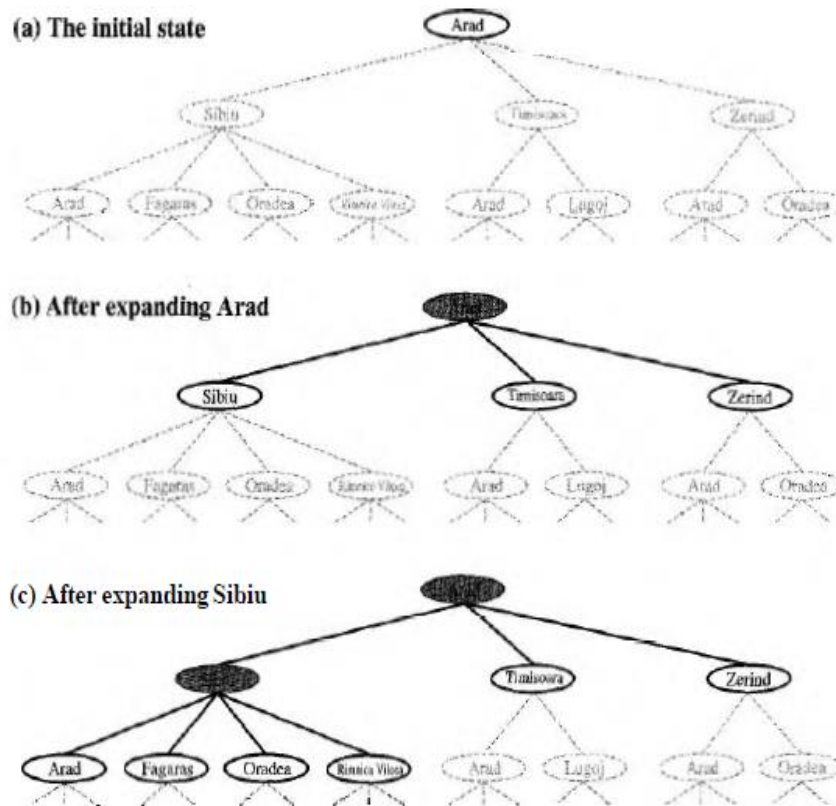 (a) The initial state
Arad
Sibiu Timisoara Zerind
Arad Fagaras Oradea Rimnicu Vilcea Arad Lugoj Arad Oradea
(b) After expanding Arad
Sibiu Timisoara Zerind
Arad Fagaras Oradea Rimnicu Vilcea Arad Lugoj Arad Oradea
(c) After expanding Sibiu
Timisoara Zerind
Arad Fagaras Oradea Rimnicu Vilcea Arad Lugoj Arad Oradea